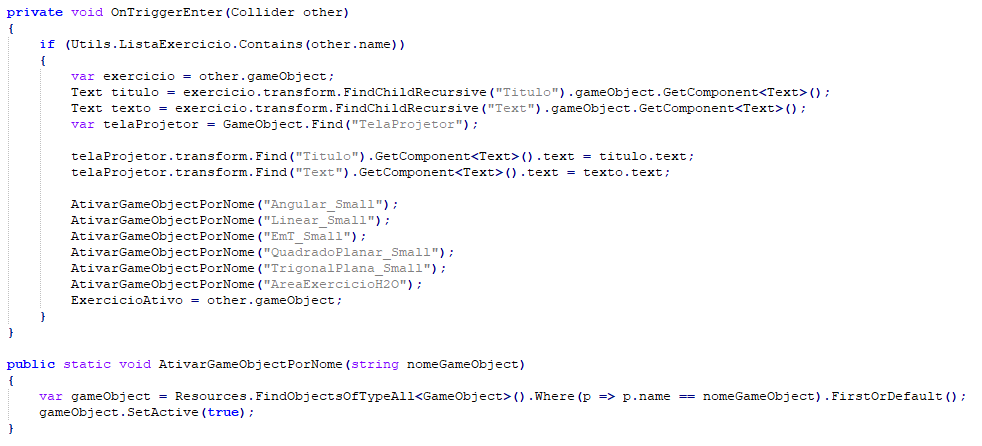 private void OnTriggerEnter(Collider other)
{
    if (Utils.ListaExercicio.Contains(other.name))
    {
        var exercicio = other.gameObject;
        Text titulo = exercicio.transform.FindChildRecursive("Titulo").gameObject.GetComponent<Text>();
        Text texto = exercicio.transform.FindChildRecursive("Text").gameObject.GetComponent<Text>();
        var telaProjetor = GameObject.Find("TelaProjetor");

        telaProjetor.transform.Find("Titulo").GetComponent<Text>().text = titulo.text;
        telaProjetor.transform.Find("Text").GetComponent<Text>().text = texto.text;

        AtivarGameObjectPorNome("Angular_Small");
        AtivarGameObjectPorNome("Linear_Small");
        AtivarGameObjectPorNome("EmT_Small");
        AtivarGameObjectPorNome("QuadradoPlanar_Small");
        AtivarGameObjectPorNome("TrigonalPlana_Small");
        AtivarGameObjectPorNome("AreaExercicioH2O");
        ExercicioAtivo = other.gameObject;
    }
}

public static void AtivarGameObjectPorNome(string nomeGameObject)
{
    var gameObject = Resources.FindObjectsOfTypeAll<GameObject>().Where(p => p.name == nomeGameObject).FirstOrDefault();
    gameObject.SetActive(true);
}